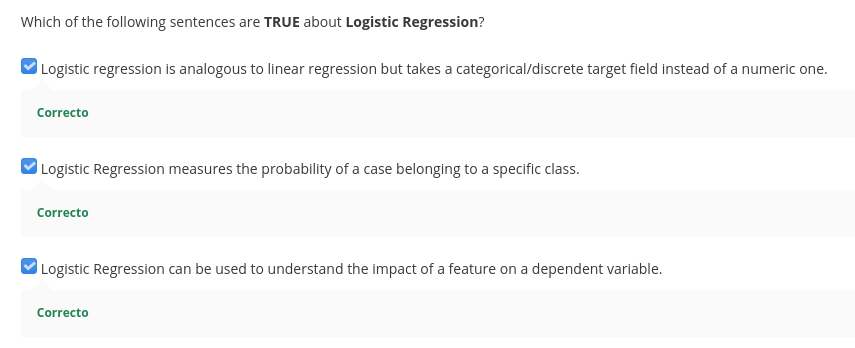 Which of the following sentences are TRUE about Logistic Regression?
Logistic regression is analogous to linear regression but takes a categorical/discrete target field instead of a numeric one.
Correcto
Logistic Regression measures the probability of a case belonging to a specific class.
Correcto
Logistic Regression can be used to understand the impact of a feature on a dependent variable.
Correcto